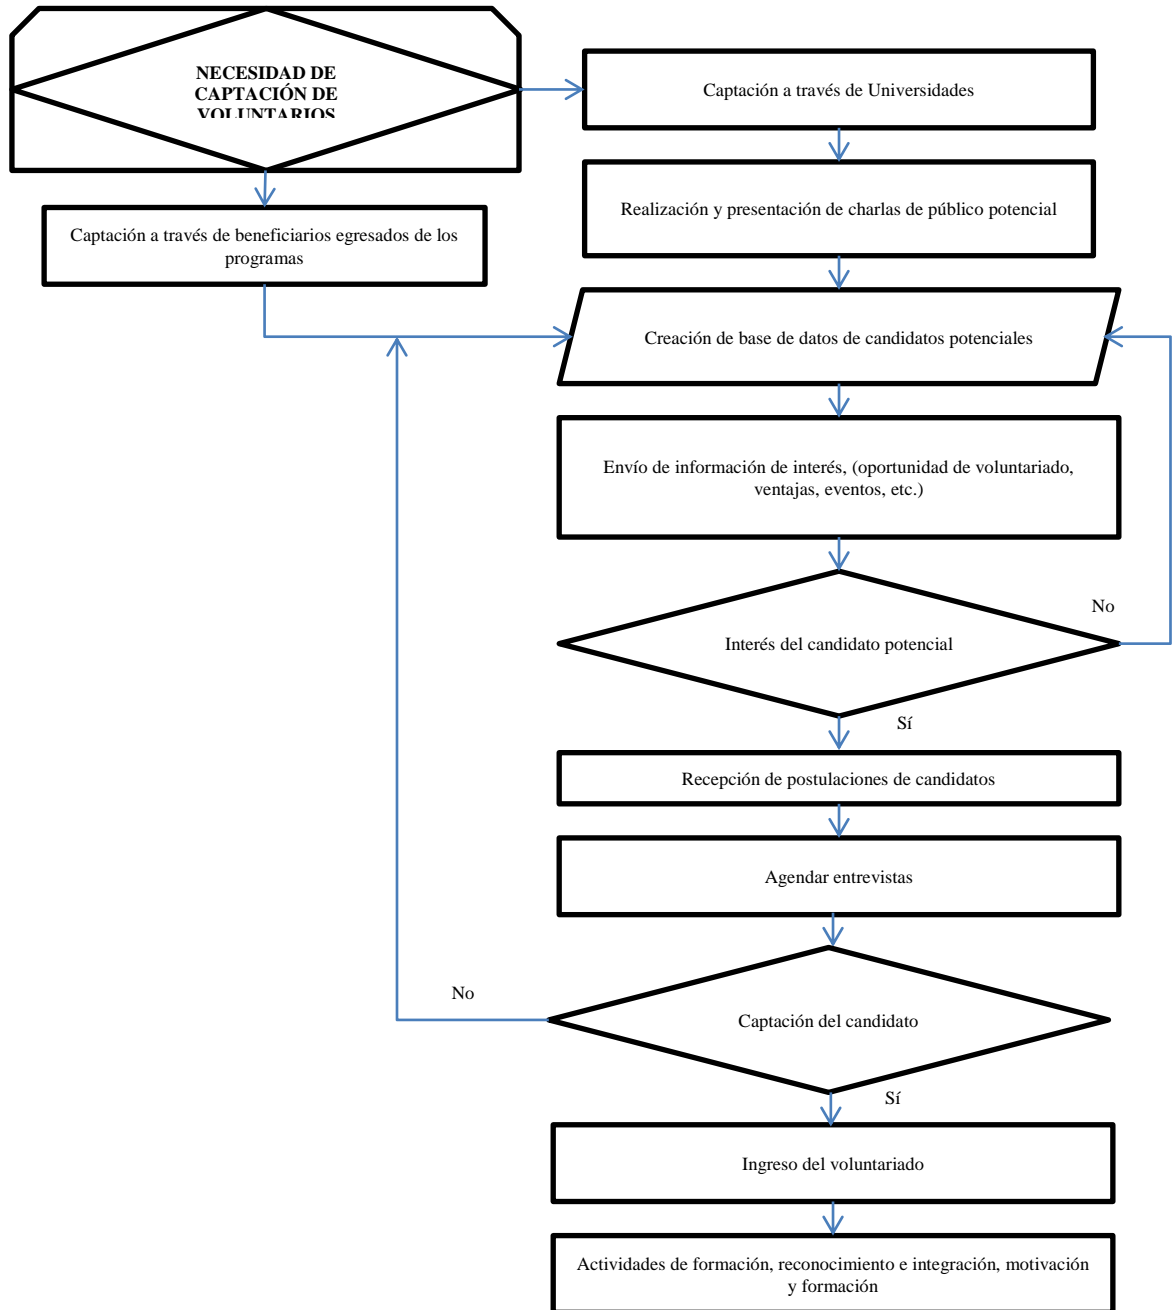 NECESIDAD DE
CAPTACIÓN DE
VOLUNTARIOS
Captación a través de Universidades
Realización y presentación de charlas de público potencial
Captación a través de beneficiarios egresados de los
programas
Creación de base de datos de candidatos potenciales
Envío de información de interés, (oportunidad de voluntariado,
ventajas, eventos, etc.)
No
Interés del candidato potencial
Sí
Recepción de postulaciones de candidatos
Agendar entrevistas
No
Captación del candidato
Sí
Ingreso del voluntariado
Actividades de formación, reconocimiento e integración, motivación
y formación